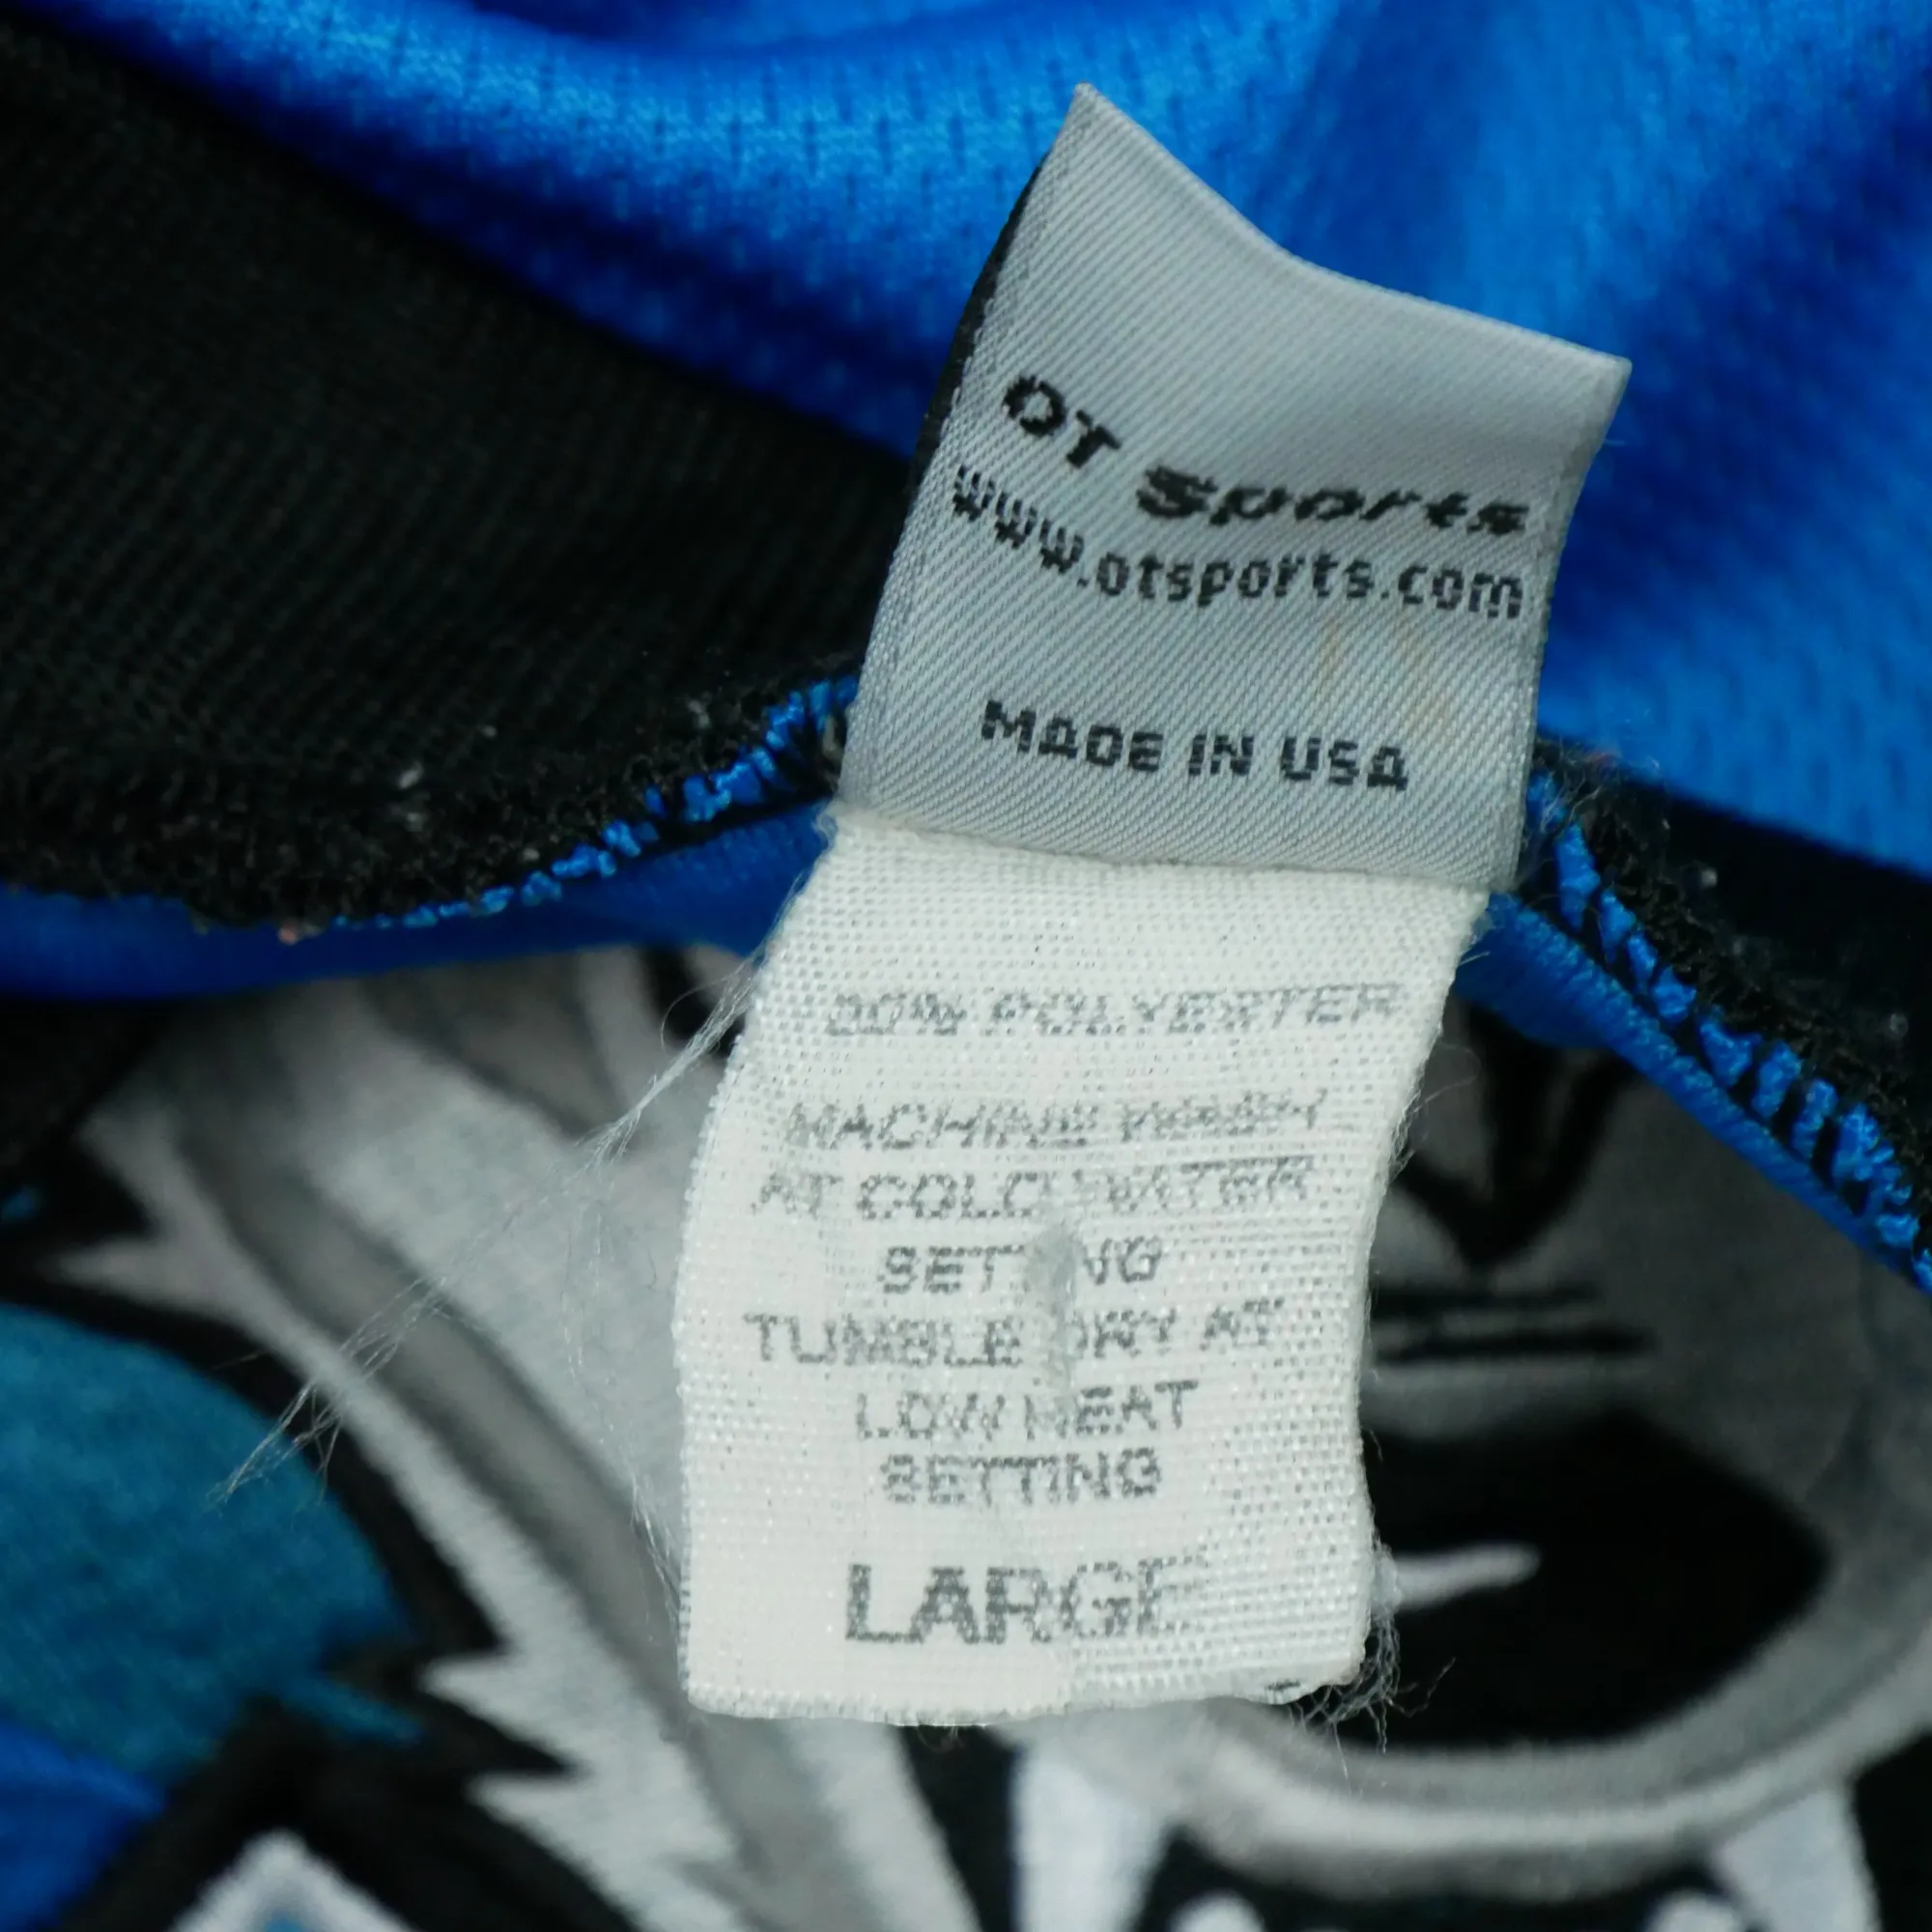 OT Sports
www.otsports.com
MADE IN USA
00% POLYESTER
MACHINE WASH
AT COLD WATER
SETTING
TUMBLE DRY AT
LOW HEAT
SETTING
LARGE